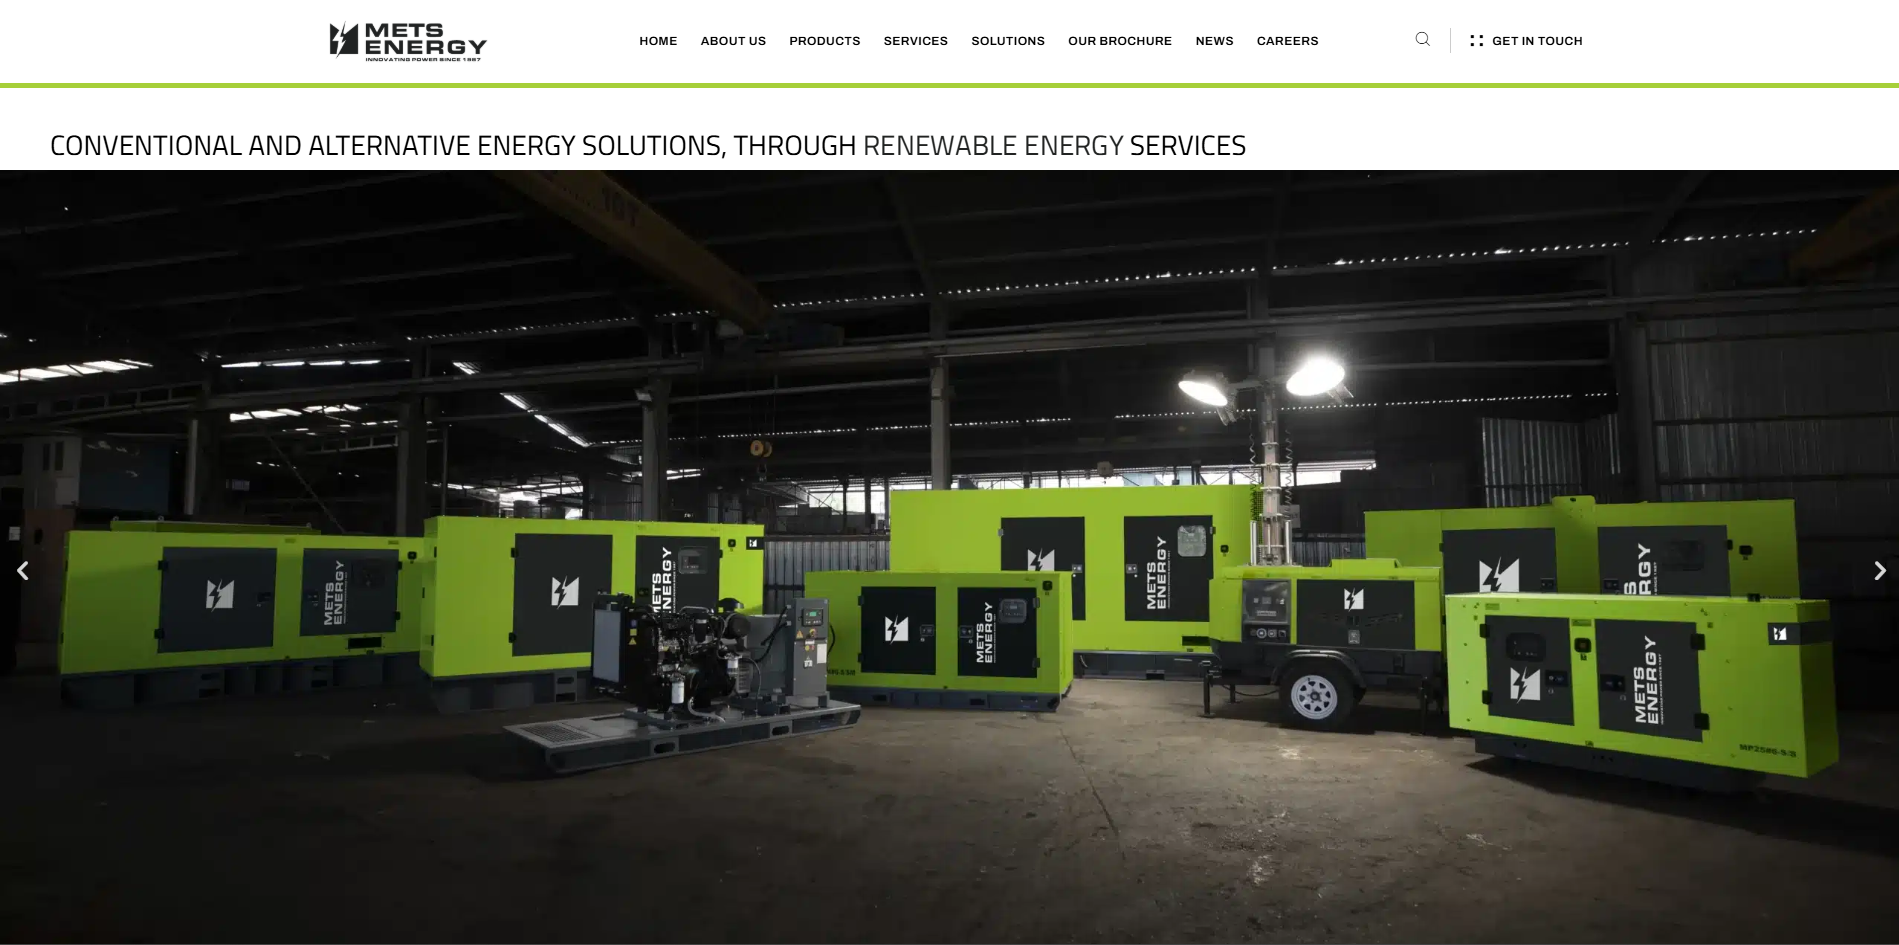 METS
ENERGY
INNOVATING POWER SINCE 1987
HOME
ABOUT US
PRODUCTS
SERVICES
SOLUTIONS
OUR BROCHURE
NEWS
CAREERS
GET IN TOUCH
CONVENTIONAL AND ALTERNATIVE ENERGY SOLUTIONS, THROUGH RENEWABLE ENERGY SERVICES
10T
METS
ENERGY
METS
ENERGY
METS
ENERGY
METS
ENERGY
METS
ENERGY